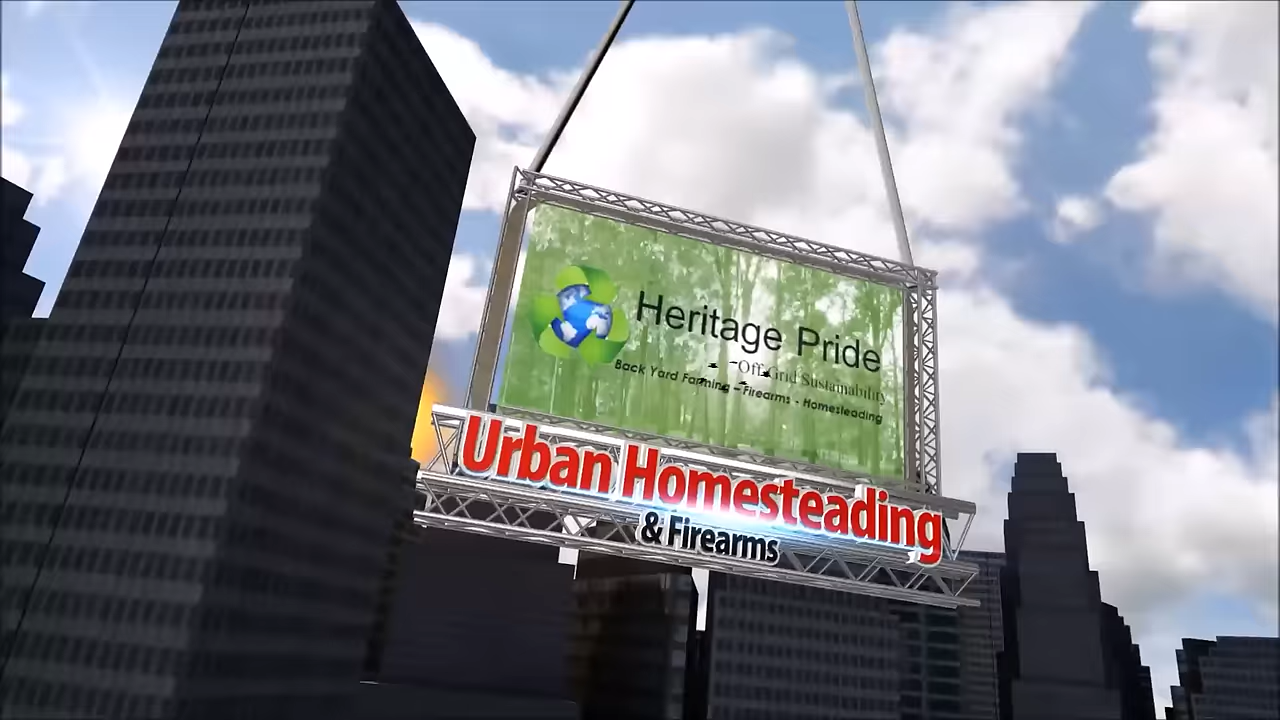 Heritage Pride
~Off Grid Sustainability
Back Yard Farming ~ Firearms - Homesteading
Urban Homesteading
& Firearms